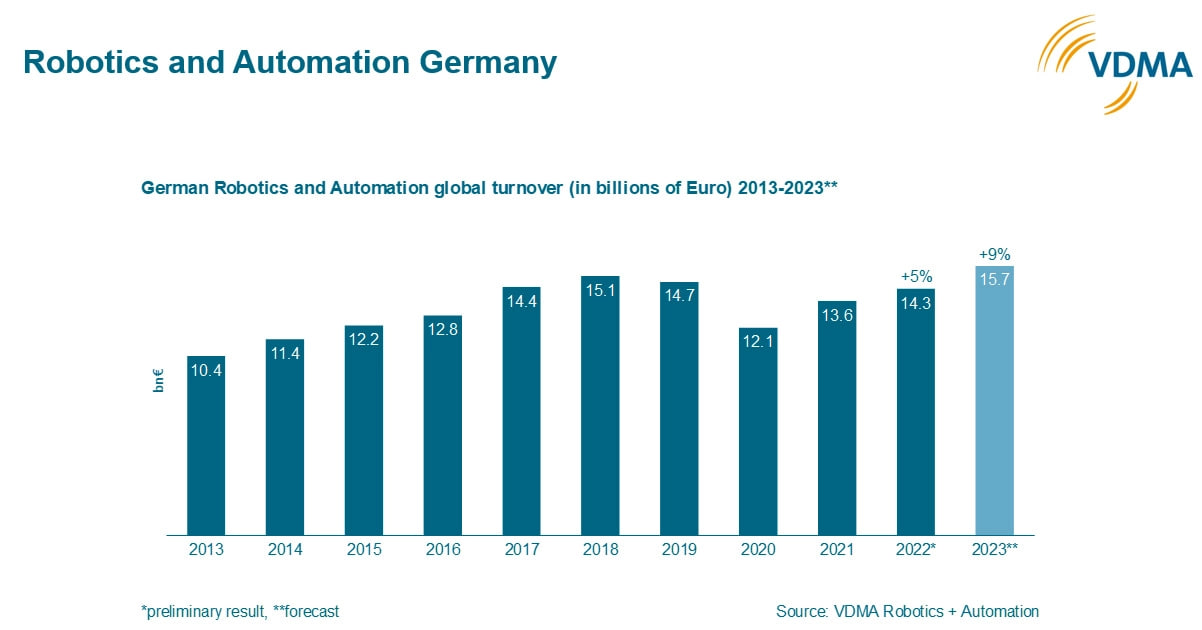 Robotics and Automation Germany
VDMA
German Robotics and Automation global turnover (in billions of Euro) 2013-2023**
bn€
10.4
11.4
12.2
12.8
14.4
15.1
14.7
12.1
13.6
+5%
14.3
+9%
15.7
2013 2014 2015 2016 2017 2018 2019 2020 2021 2022* 2023**
*preliminary result, **forecast
Source: VDMA Robotics + Automation